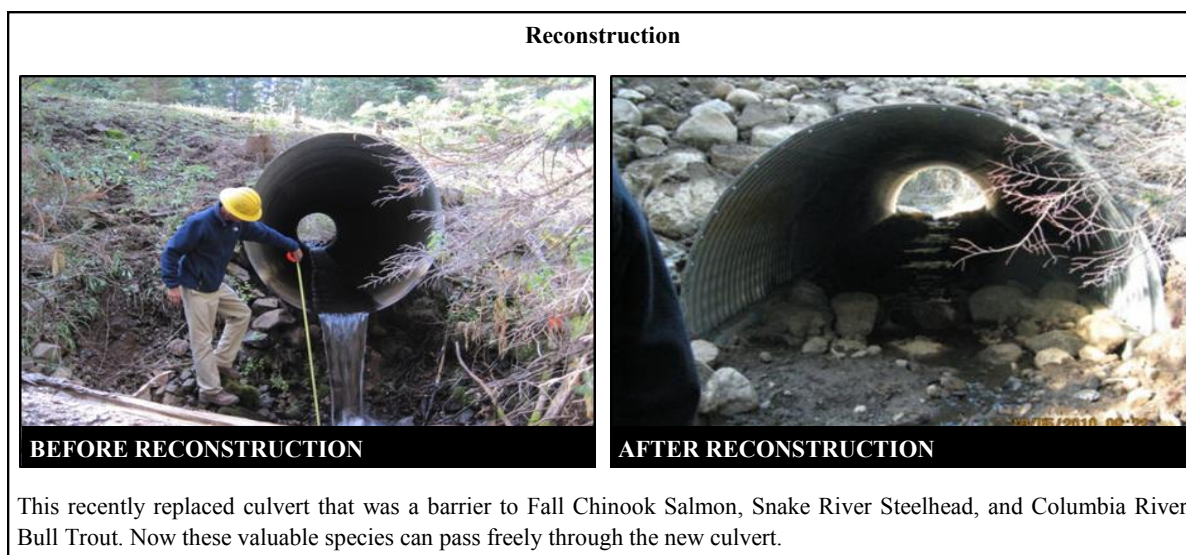 Reconstruction
BEFORE RECONSTRUCTION
AFTER RECONSTRUCTION
This recently replaced culvert that was a barrier to Fall Chinook Salmon, Snake River Steelhead, and Columbia River
Bull Trout. Now these valuable species can pass freely through the new culvert.